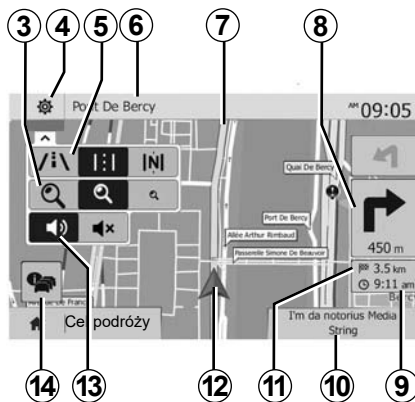 3 4 5 6 7 8
Pont De Bercy
AM 09:05
N
Quai De Bercy
Port De Bercy
Allée Arthur Rimbaud
Passerelle Simone De Beauvoir
450 m
3.5 km
9:11 am
Cel podróży
I'm da notorius Media
String
14 13 12 11 10 9